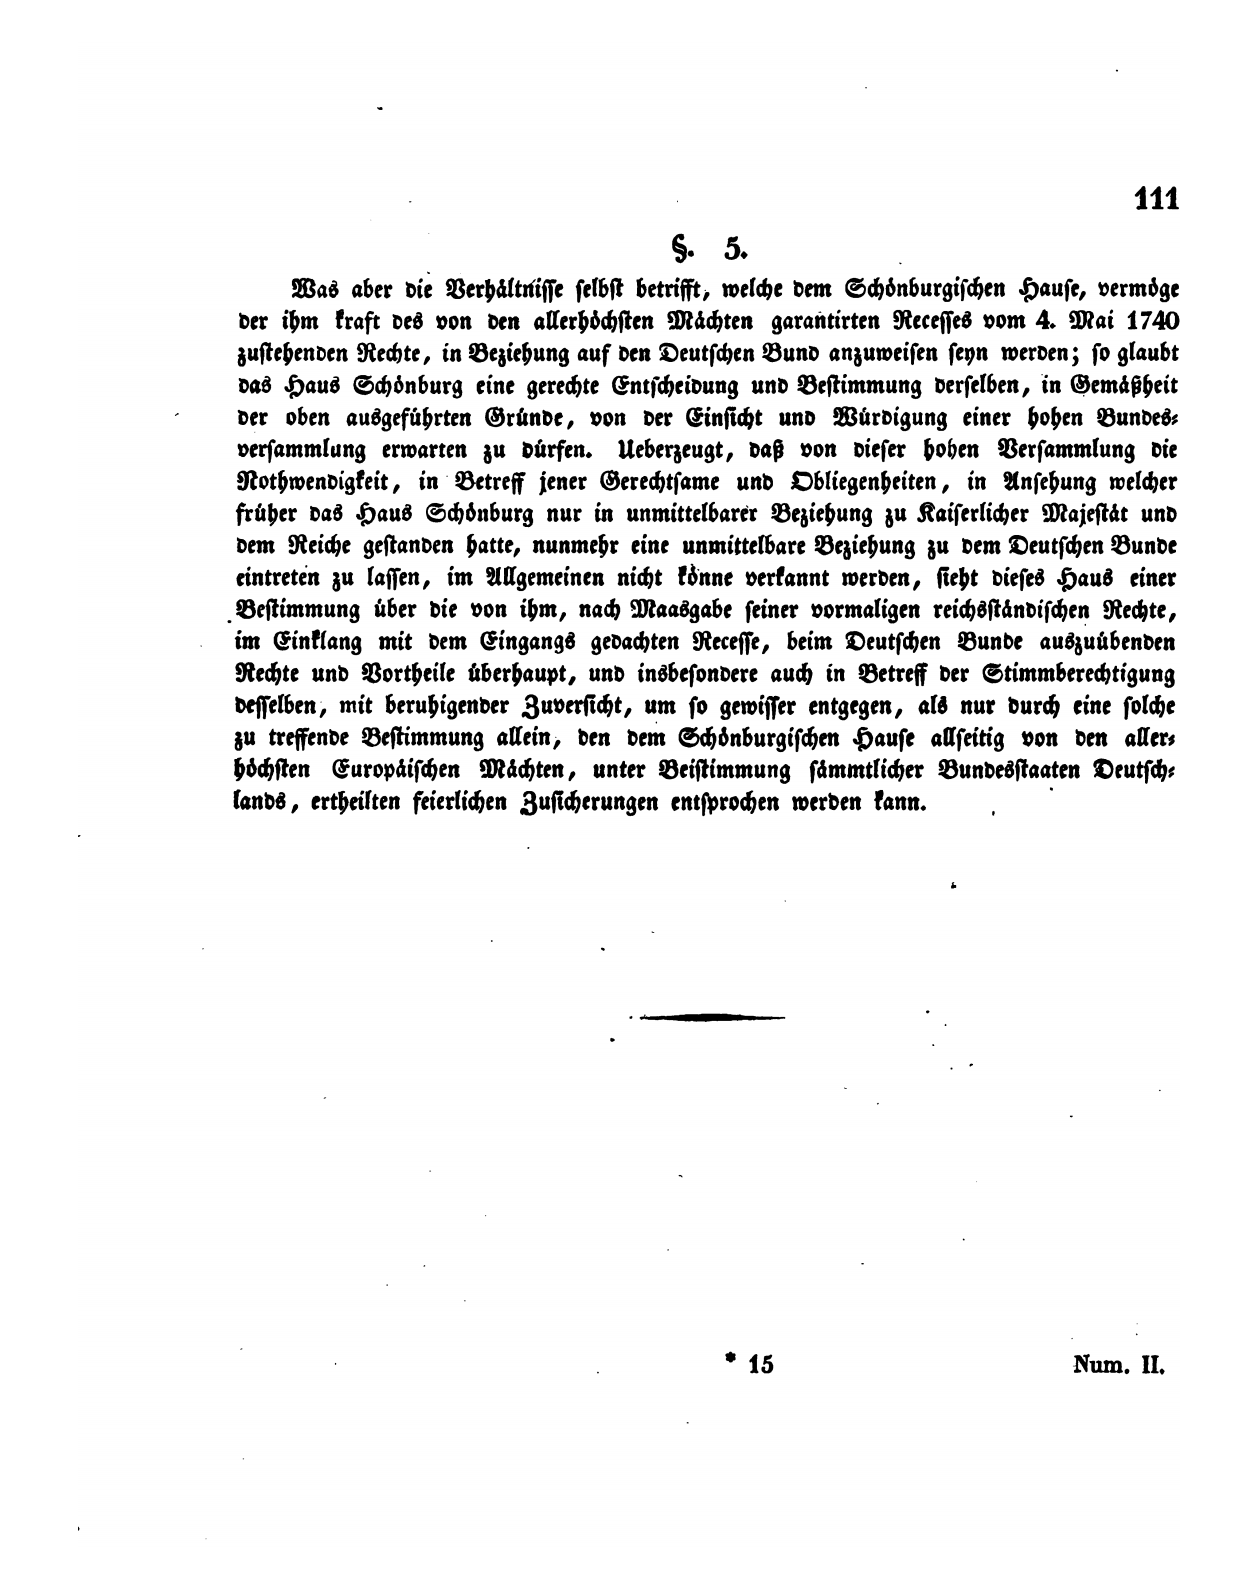 111
§. 5.
Was aber die Verhältnisse selbst betrifft, welche dem Schönburgischen Hause, vermöge
der ihm kraft des von den allerhöchsten Mächten garantirten Recesses vom 4. Mai 1740
zustehenden Rechte, in Beziehung auf den Deutschen Bund anzuweisen seyn werden; so glaubt
das Haus Schönburg eine gerechte Entscheidung und Bestimmung derselben, in Gemäßheit
der oben ausgeführten Gründe, von der Einsicht und Würdigung einer hohen Bundes-
versammlung erwarten zu dürfen. Ueberzeugt, daß von dieser hohen Versammlung die
Nothwendigkeit, in Betreff jener Gerechtsame und Obliegenheiten, in Ansehung welcher
früher das Haus Schönburg nur in unmittelbarer Beziehung zu Kaiserlicher Majestät und
dem Reiche gestanden hatte, nunmehr eine unmittelbare Beziehung zu dem Deutschen Bunde
eintreten zu lassen, im Allgemeinen nicht könne verkannt werden, sieht dieses Haus einer
Bestimmung über die von ihm, nach Maasgabe seiner vormaligen reichsständischen Rechte,
im Einklang mit dem Eingangs gedachten Recesse, beim Deutschen Bunde auszuübenden
Rechte und Vortheile überhaupt, und insbesondere auch in Betreff der Stimmberechtigung
desselben, mit beruhigender Zuversicht, um so gewisser entgegen, als nur durch eine solche
zu treffende Bestimmung allein, den dem Schönburgischen Hause allseitig von den aller-
höchsten Europäischen Mächten, unter Beistimmung sämmtlicher Bundesstaaten Deutsch-
lands, ertheilten feierlichen Zusicherungen entsprochen werden kann.
* 15 Num. II.